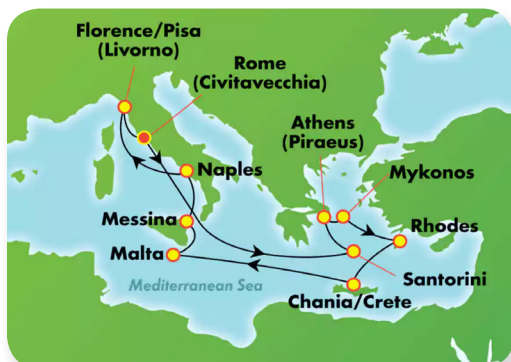 Florence/Pisa
(Livorno)
Rome
(Civitavecchia)
Athens
(Piraeus)
Mykonos
Naples
Messina
Rhodes
Malta
Santorini
Mediterranean Sea
Chania/Crete